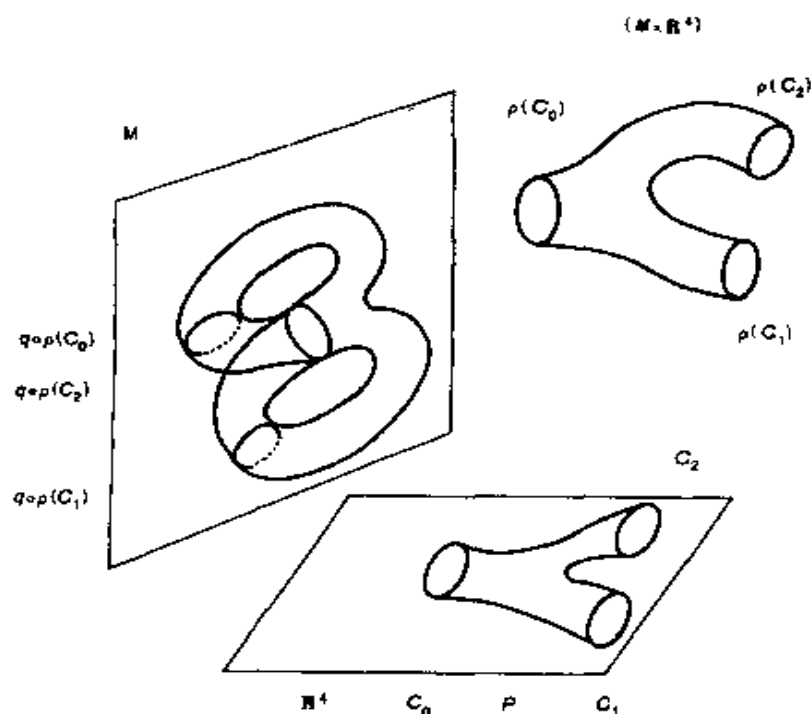 (M×R⁴)
M
ρ(C₀)
ρ(C₂)
ρ(C₁)
q∘ρ(C₀)
q∘ρ(C₂)
q∘ρ(C₁)
C₂
R⁴ C₀ P C₁